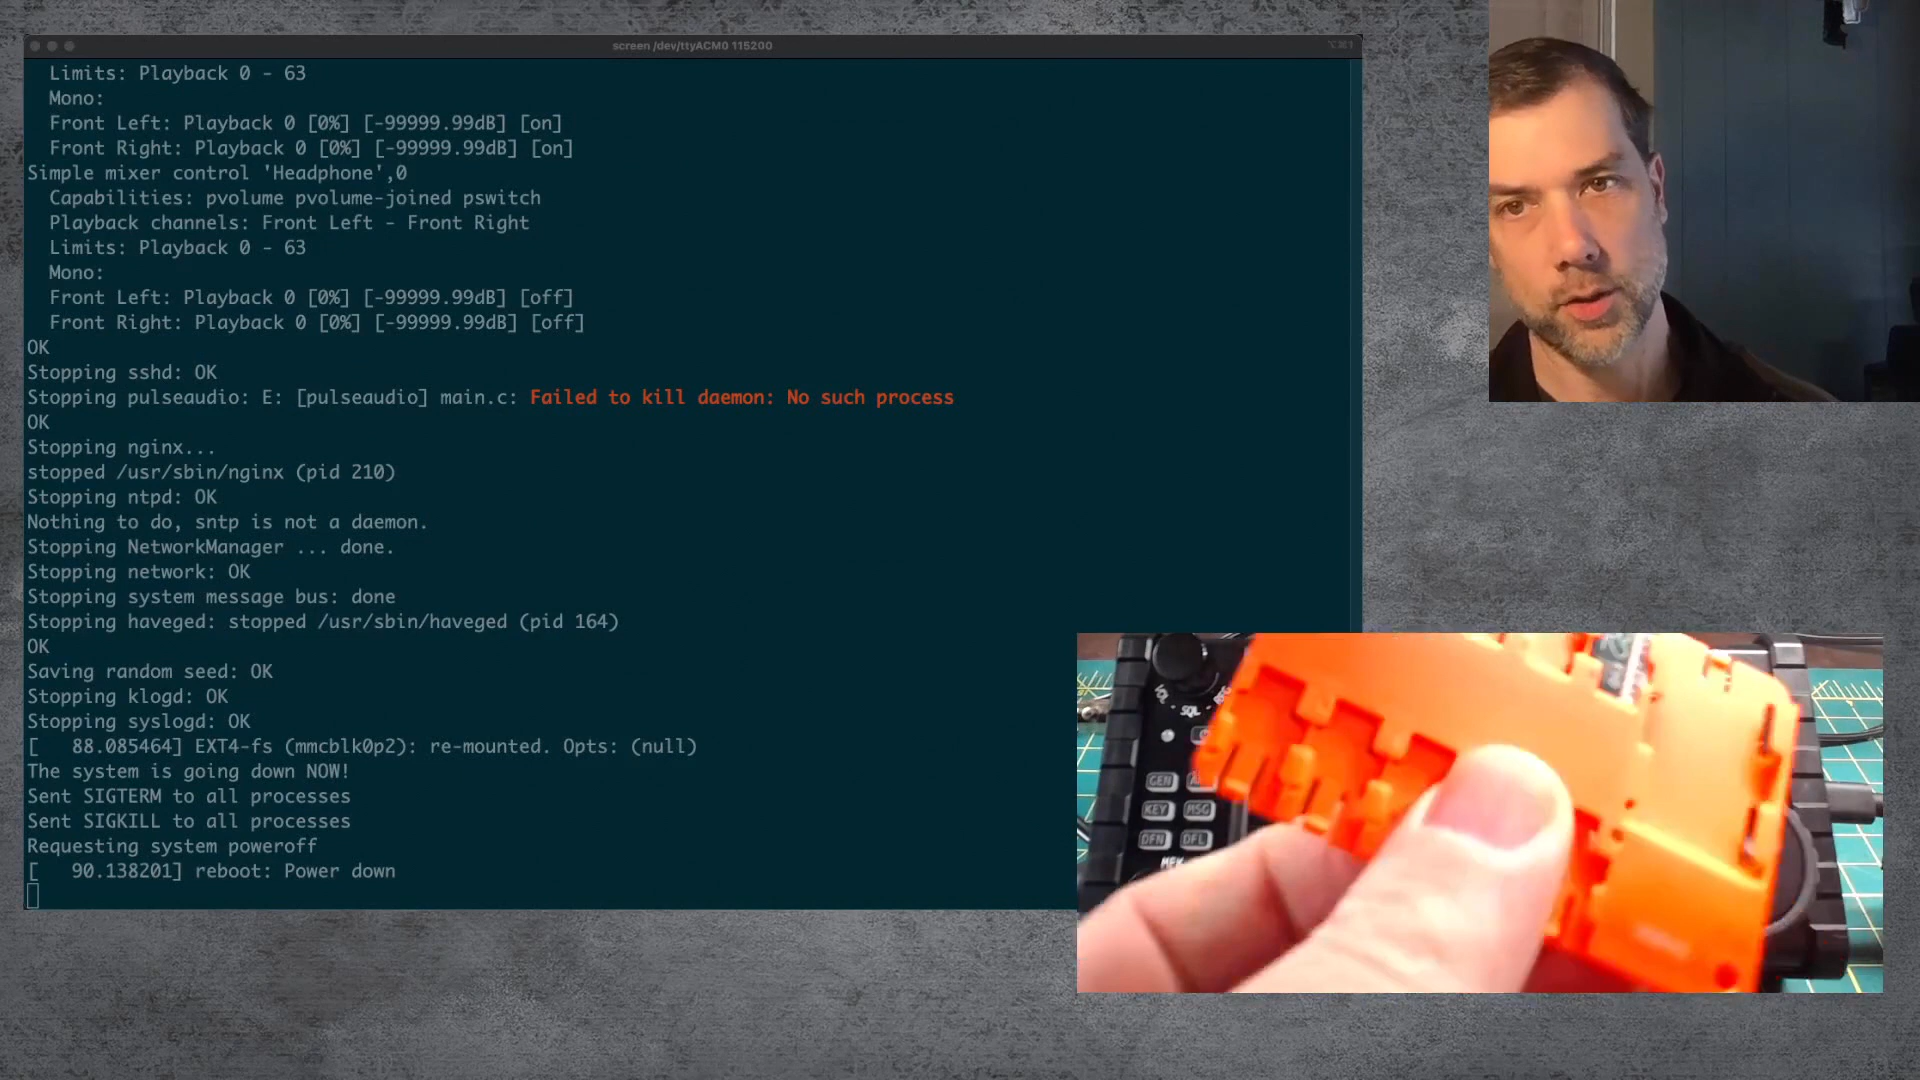 screen /dev/ttyACM0 115200
⌥⌘1
Limits: Playback 0 - 63
Mono:
Front Left: Playback 0 [0%] [-99999.99dB] [on]
Front Right: Playback 0 [0%] [-99999.99dB] [on]
Simple mixer control 'Headphone',0
Capabilities: pvolume pvolume-joined pswitch
Playback channels: Front Left - Front Right
Limits: Playback 0 - 63
Mono:
Front Left: Playback 0 [0%] [-99999.99dB] [off]
Front Right: Playback 0 [0%] [-99999.99dB] [off]
OK
Stopping sshd: OK
Stopping pulseaudio: E: [pulseaudio] main.c: Failed to kill daemon: No such process
OK
Stopping nginx...
stopped /usr/sbin/nginx (pid 210)
Stopping ntpd: OK
Nothing to do, sntp is not a daemon.
Stopping NetworkManager ... done.
Stopping network: OK
Stopping system message bus: done
Stopping haveged: stopped /usr/sbin/haveged (pid 164)
OK
Saving random seed: OK
Stopping klogd: OK
Stopping syslogd: OK
[   88.085464] EXT4-fs (mmcblk0p2): re-mounted. Opts: (null)
The system is going down NOW!
Sent SIGTERM to all processes
Sent SIGKILL to all processes
Requesting system poweroff
[   90.138201] reboot: Power down
VOL
SQL
GEN
KEY MSG
DFN DFL